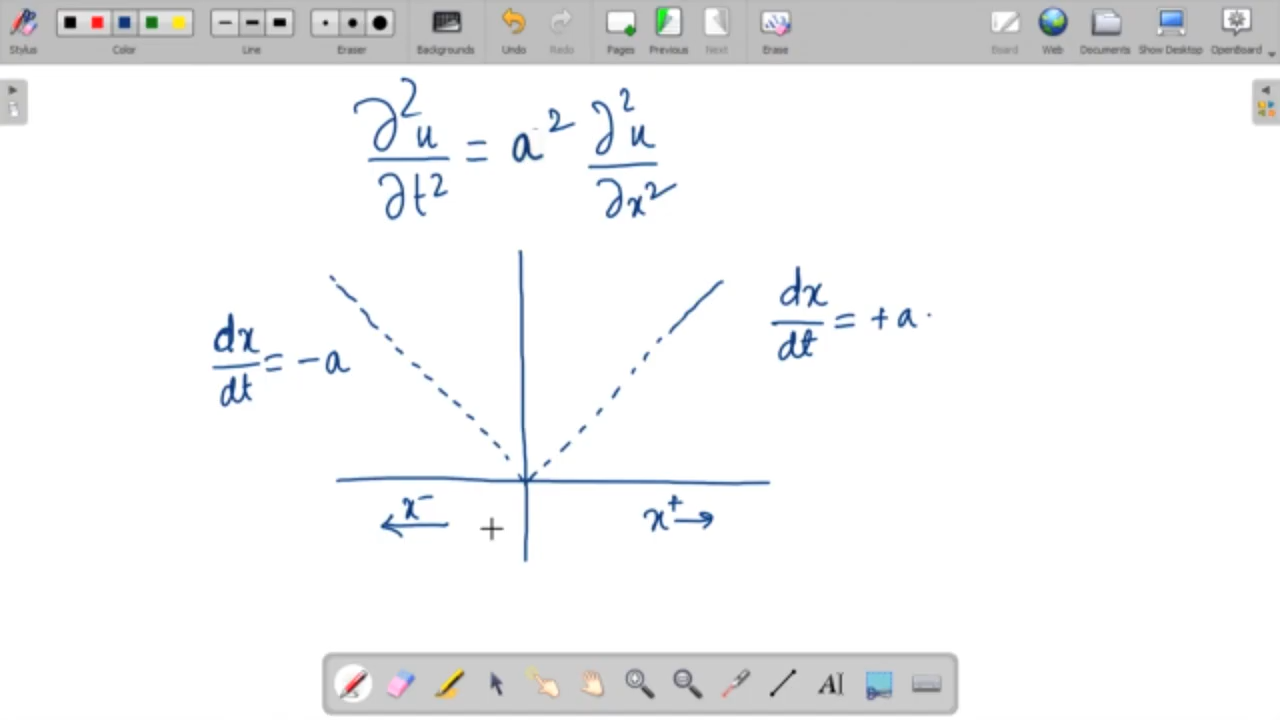 Stylus Color Line Eraser Backgrounds Undo Redo Pages Previous Next Erase Board Web Documents Show Desktop OpenBoard
∂²u/∂t² = a² ∂²u/∂x²
dx/dt = -a
dx/dt = +a.
x⁻
x⁺
AI